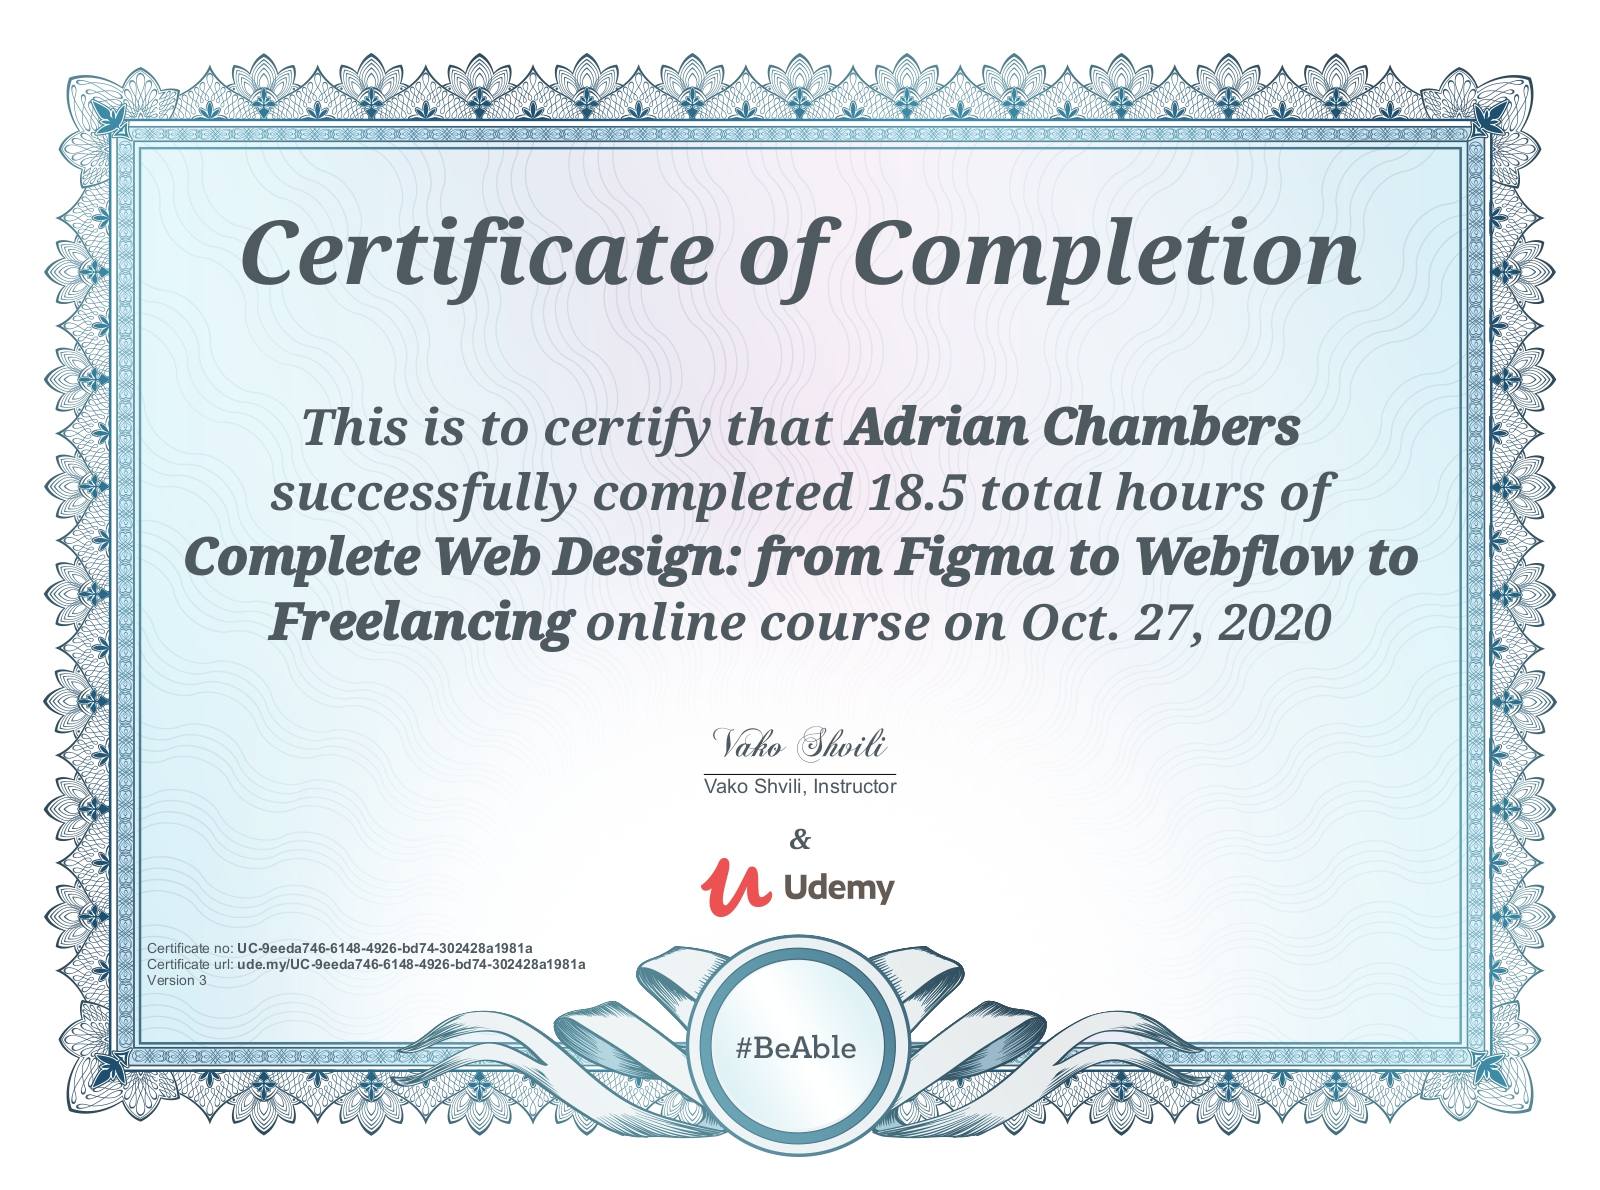 Certificate of Completion
This is to certify that Adrian Chambers
successfully completed 18.5 total hours of
Complete Web Design: from Figma to Webflow to
Freelancing online course on Oct. 27, 2020
Vako Shvili
Vako Shvili, Instructor
&
Udemy
Certificate no: UC-9eeda746-6148-4926-bd74-302428a1981a
Certificate url: ude.my/UC-9eeda746-6148-4926-bd74-302428a1981a
Version 3
#BeAble